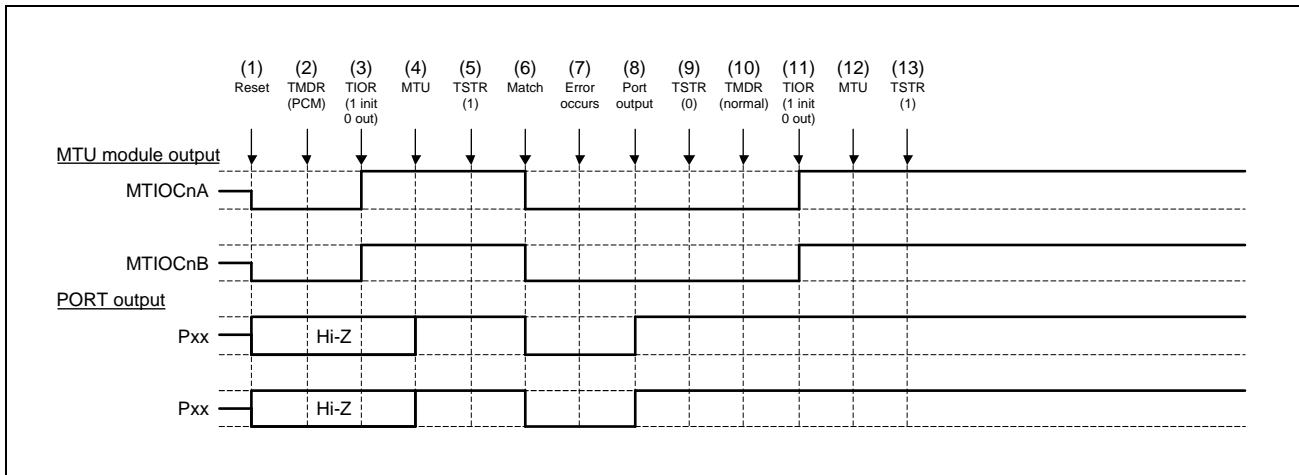 (1) (2) (3) (4) (5) (6) (7) (8) (9) (10) (11) (12) (13)
Reset TMDR TIOR MTU TSTR Match Error Port TSTR TMDR TIOR MTU TSTR
(PCM) (1 init (1) occurs output (0) (normal) (1 init (1)
0 out) 0 out)
MTU module output
MTIOCnA
MTIOCnB
PORT output
Pxx Hi-Z
Pxx Hi-Z